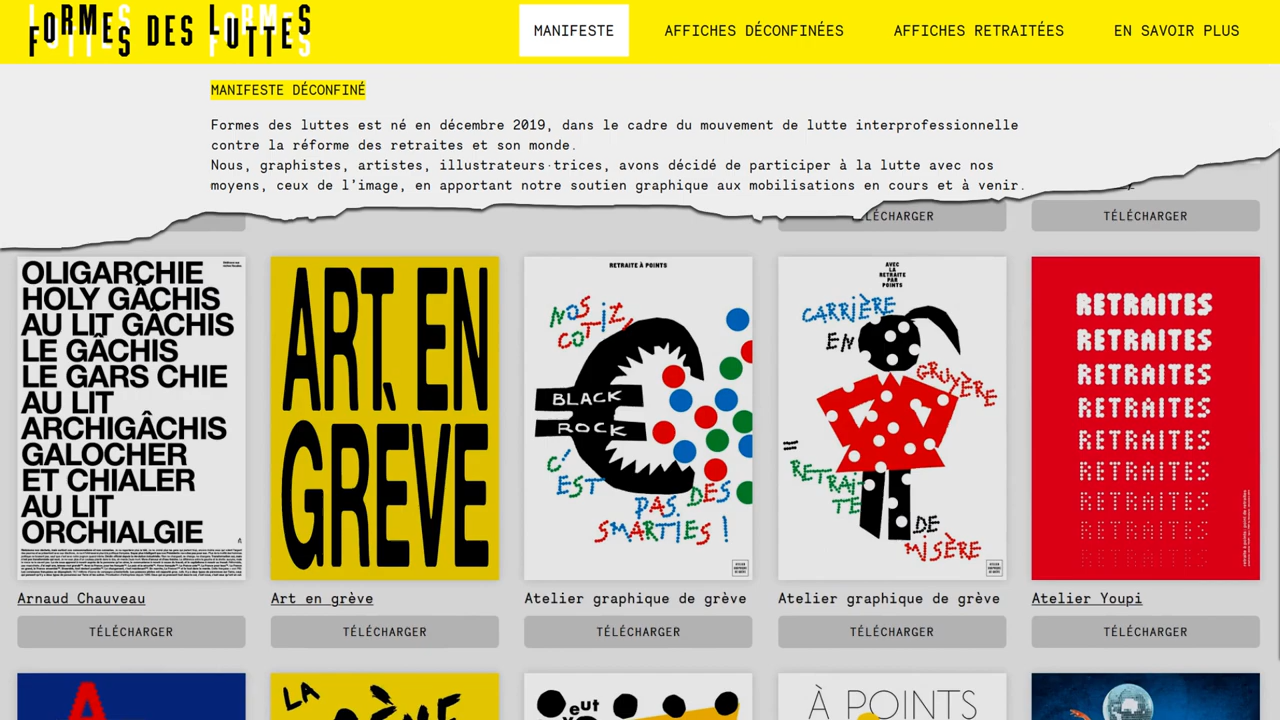 FORMES DES LUTTES
MANIFESTE
AFFICHES DÉCONFINÉES
AFFICHES RETRAITÉES
EN SAVOIR PLUS
MANIFESTE DÉCONFINÉ
Formes des luttes est né en décembre 2019, dans le cadre du mouvement de lutte interprofessionnelle
contre la réforme des retraites et son monde.
Nous, graphistes, artistes, illustrateurs·trices, avons décidé de participer à la lutte avec nos
moyens, ceux de l'image, en apportant notre soutien graphique aux mobilisations en cours et à venir.
TÉLÉCHARGER
OLIGARCHIE
HOLY GÂCHIS
AU LIT GÂCHIS
LE GÂCHIS
LE GARS CHIE
AU LIT
ARCHIGÂCHIS
GALOCHER
ET CHIALER
AU LIT
ORCHIALGIE
ART EN
GRÈVE
RETRAITE À POINTS
NOS
COTIZ,
BLACK
ROCK
C'
EST
PAS DES
SMARTIES !
AVEC
LA
RETRAITE
PAR
POINTS
CARRIÈRE
EN
GRUYÈRE
RETRAI-
TE
DE
MISÈRE
RETRAITES
RETRAITES
RETRAITES
RETRAITES
RETRAITES
RETRAITES
RETRAITES
RETRAITES
Arnaud Chauveau
Art en grève
Atelier graphique de grève
Atelier graphique de grève
Atelier Youpi
TÉLÉCHARGER
TÉLÉCHARGER
TÉLÉCHARGER
TÉLÉCHARGER
TÉLÉCHARGER
LA
À POINTS